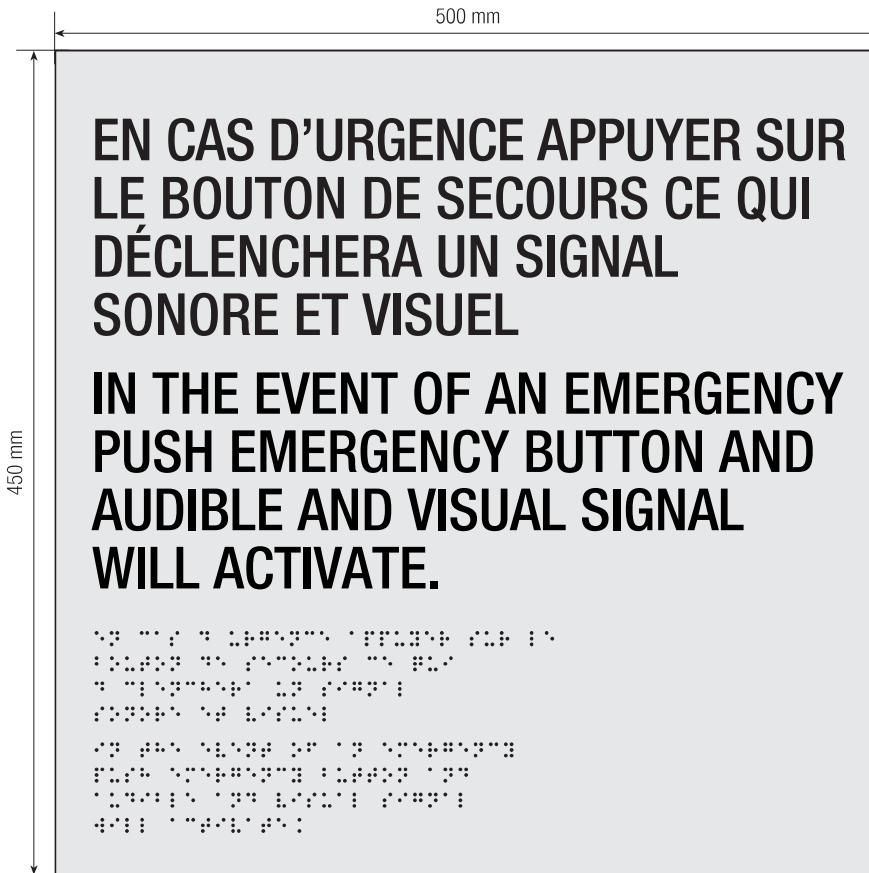 500 mm
450 mm
EN CAS D’URGENCE APPUYER SUR
LE BOUTON DE SECOURS CE QUI
DÉCLENCHERA UN SIGNAL
SONORE ET VISUEL
IN THE EVENT OF AN EMERGENCY
PUSH EMERGENCY BUTTON AND
AUDIBLE AND VISUAL SIGNAL
WILL ACTIVATE.
⠑⠝ ⠉⠁⠎ ⠙ ⠥⠗⠛⠑⠝⠉⠑ ⠁⠏⠏⠥⠽⠑⠗ ⠎⠥⠗ ⠇⠑
⠃⠕⠥⠞⠕⠝ ⠙⠑ ⠎⠑⠉⠕⠥⠗⠎ ⠉⠑ ⠟⠥⠊
⠙ ⠉⠇⠑⠝⠉⠓⠑⠗⠁ ⠥⠝ ⠎⠊⠛⠝⠁⠇
⠎⠕⠝⠕⠗⠑ ⠑⠞ ⠧⠊⠎⠥⠑⠇
⠊⠝ ⠞⠓⠑ ⠑⠧⠑⠝⠞ ⠕⠋ ⠁⠝ ⠑⠍⠑⠗⠛⠑⠝⠉⠽
⠏⠥⠎⠓ ⠑⠍⠑⠗⠛⠑⠝⠉⠽ ⠃⠥⠞⠞⠕⠝ ⠁⠝⠙
⠁⠥⠙⠊⠃⠇⠑ ⠁⠝⠙ ⠧⠊⠎⠥⠁⠇ ⠎⠊⠛⠝⠁⠇
⠺⠊⠇⠇ ⠁⠉⠞⠊⠧⠁⠞⠑